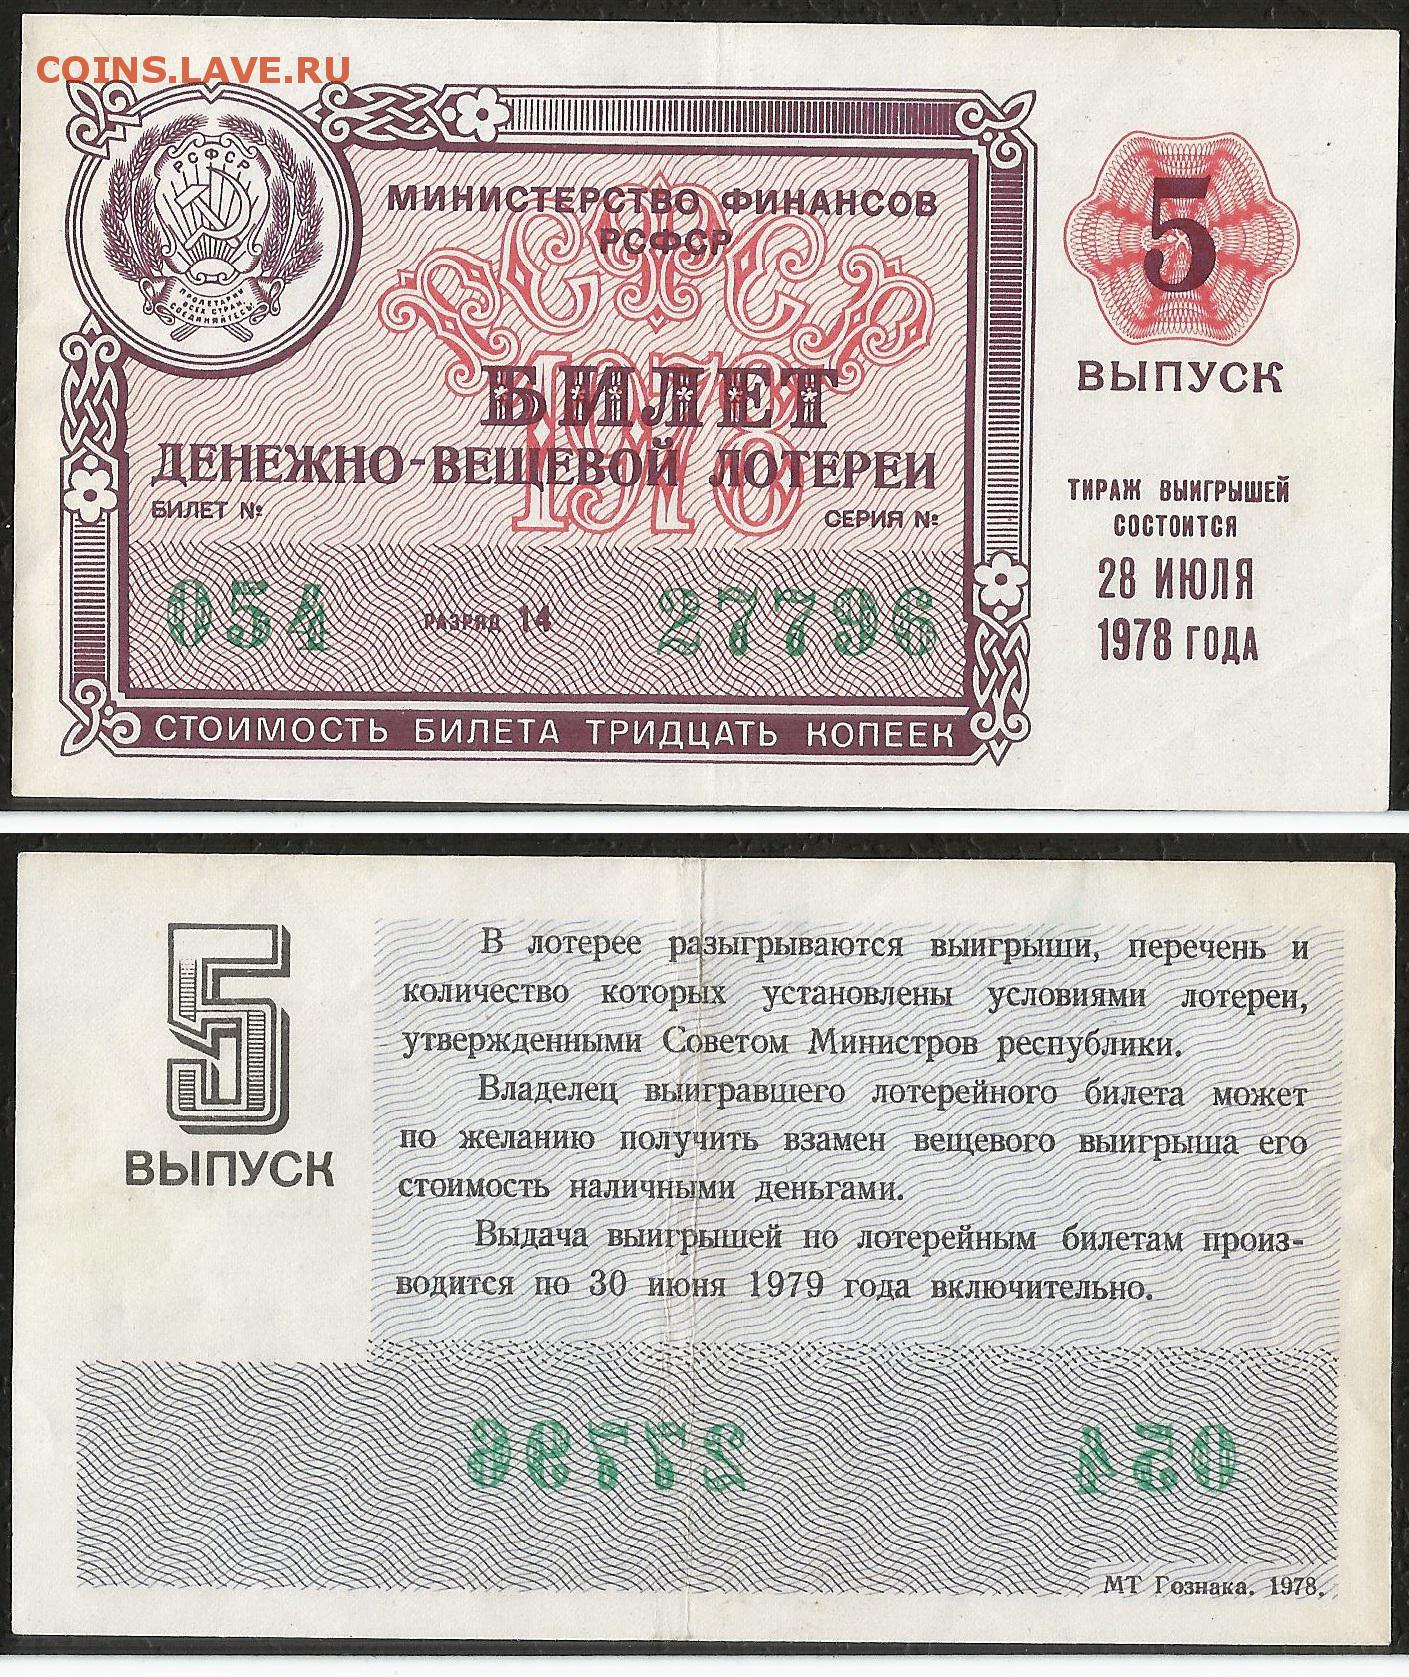 COINS.LAVE.RU
РСФСР
ПРОЛЕТАРИИ
ВСЕХ СТРАН,
СОЕДИНЯЙТЕСЬ!
МИНИСТЕРСТВО ФИНАНСОВ
РСФСР
РСФСР
1978
БИЛЕТ
ДЕНЕЖНО-ВЕЩЕВОЙ ЛОТЕРЕИ
БИЛЕТ №
СЕРИЯ №
054 РАЗРЯД 14 27796
СТОИМОСТЬ БИЛЕТА ТРИДЦАТЬ КОПЕЕК
5
ВЫПУСК
ТИРАЖ ВЫИГРЫШЕЙ
СОСТОИТСЯ
28 ИЮЛЯ
1978 ГОДА
5
ВЫПУСК
В лотерее разыгрываются выигрыши, перечень и
количество которых установлены условиями лотереи,
утвержденными Советом Министров республики.
Владелец выигравшего лотерейного билета может
по желанию получить взамен вещевого выигрыша его
стоимость наличными деньгами.
Выдача выигрышей по лотерейным билетам произ-
водится по 30 июня 1979 года включительно.
27796 054
МТ Гознака. 1978.